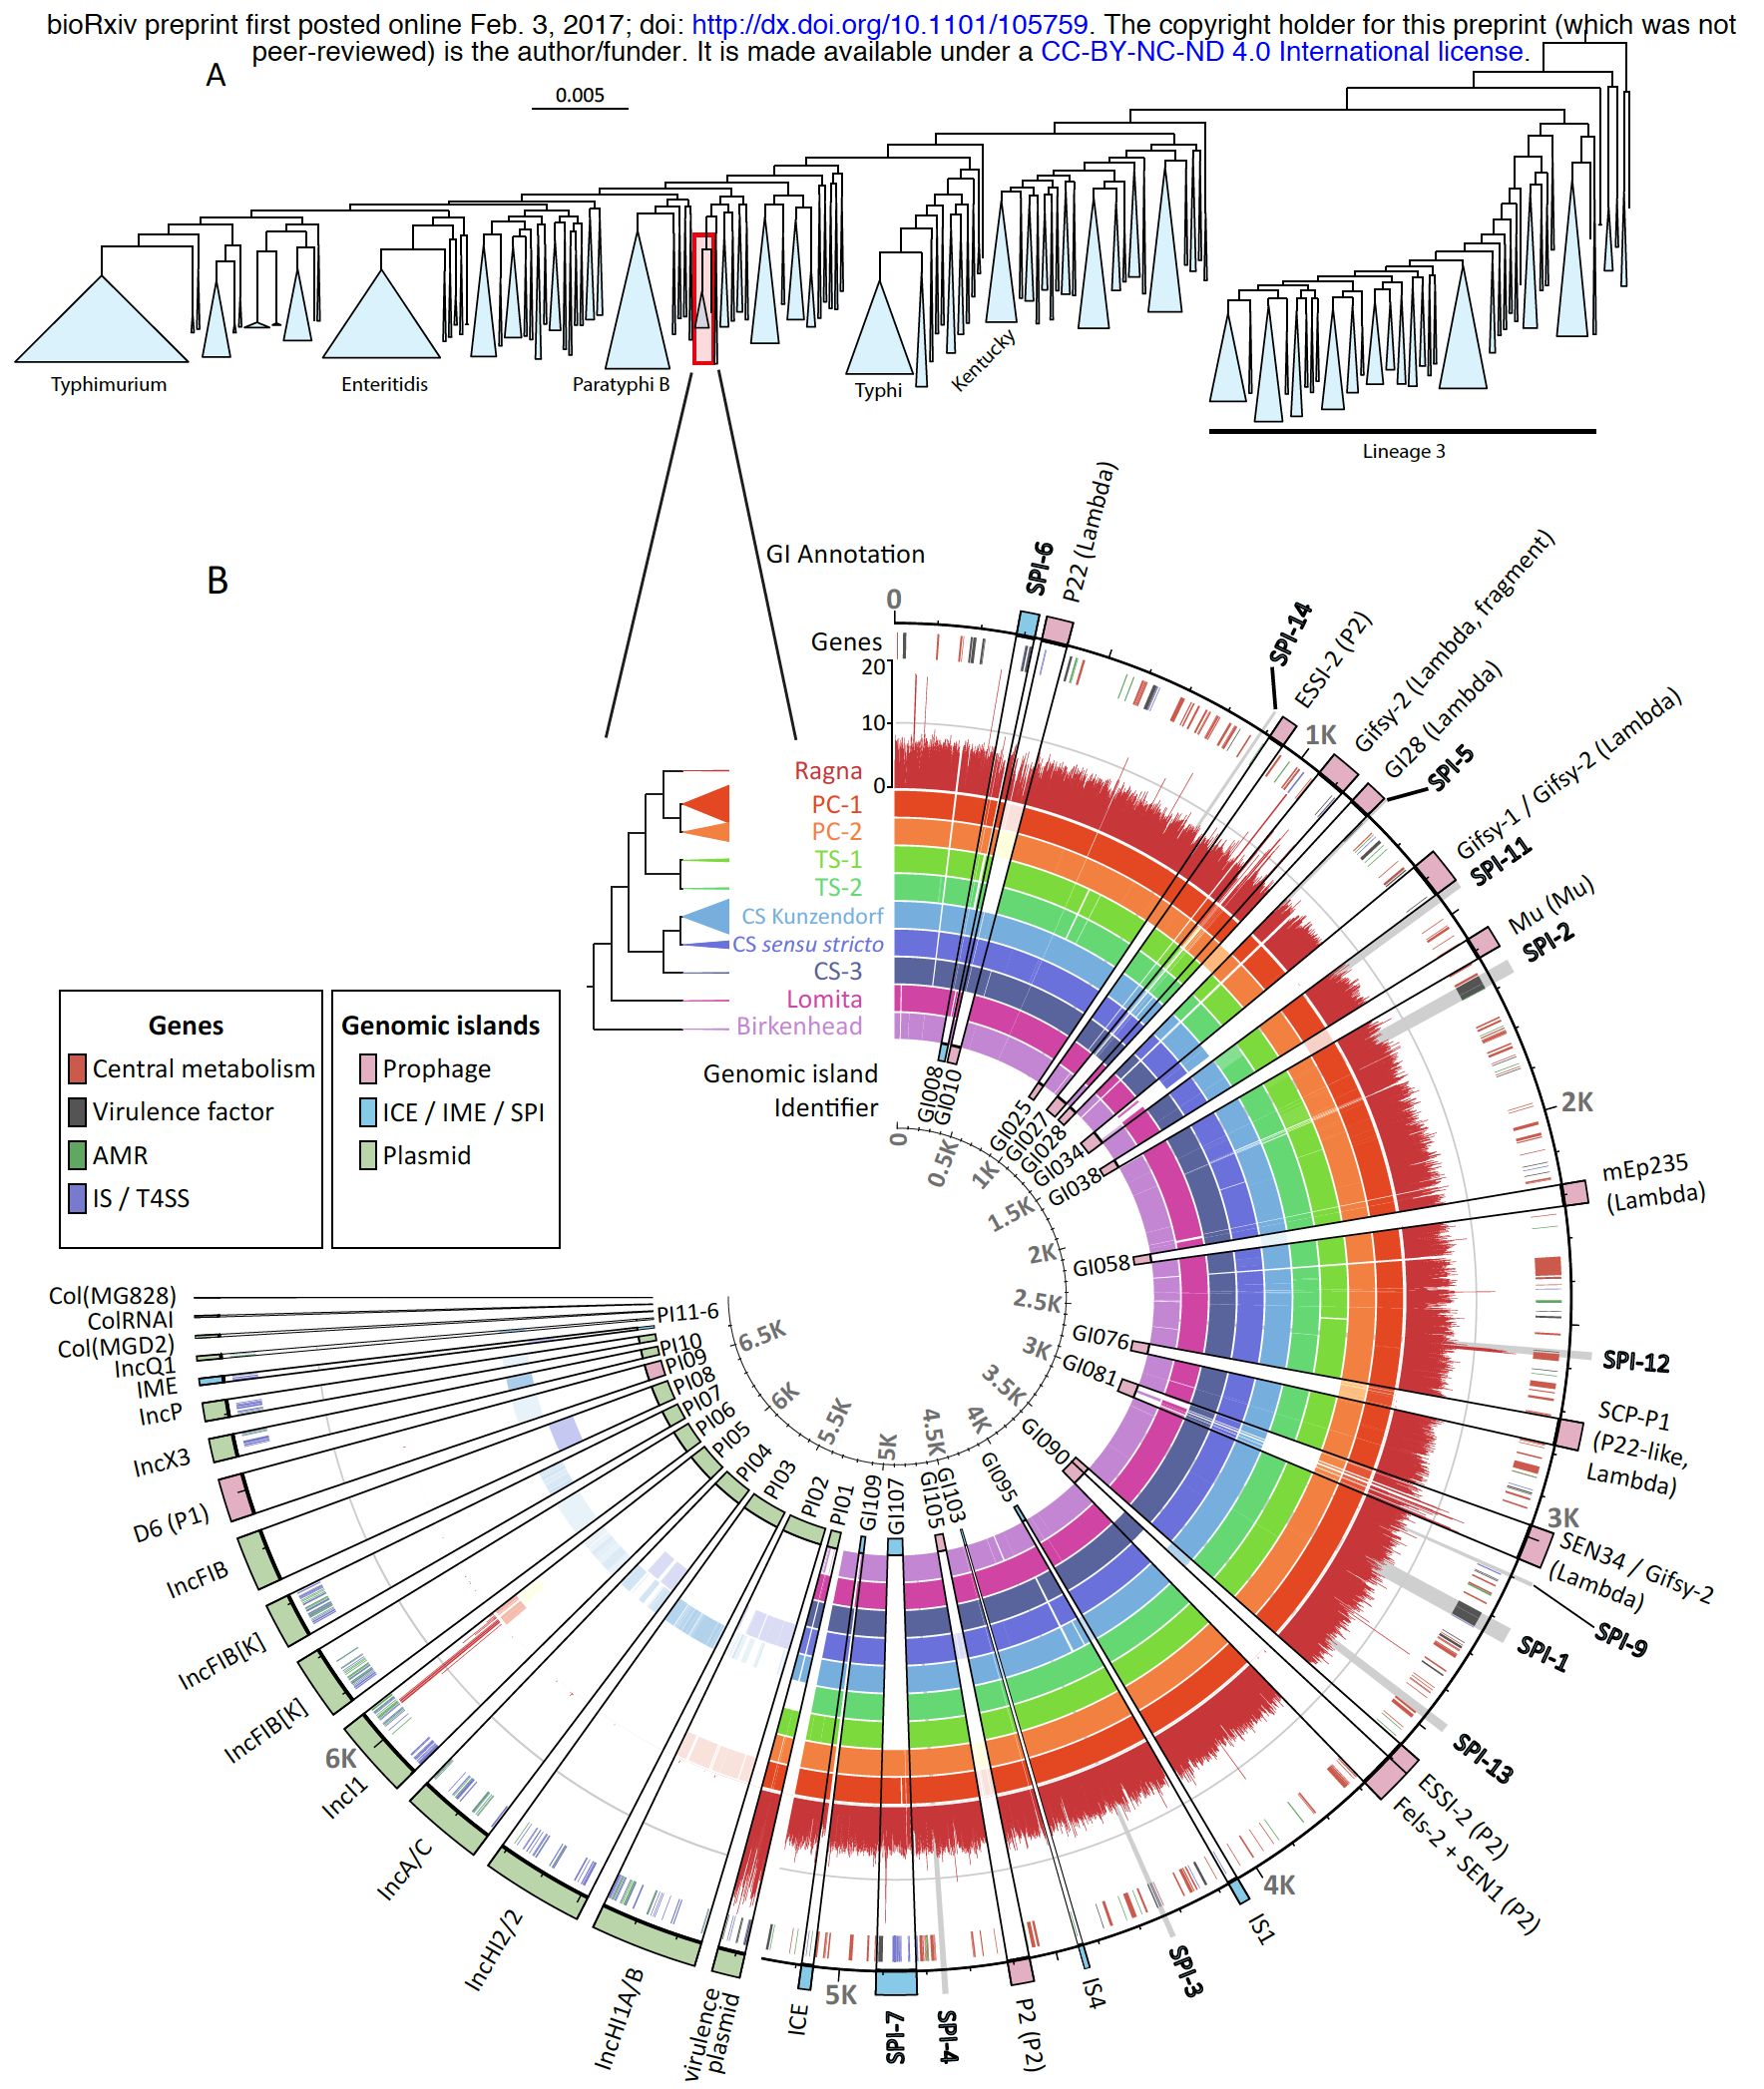 bioRxiv preprint first posted online Feb. 3, 2017; doi: http://dx.doi.org/10.1101/105759. The copyright holder for this preprint (which was not
peer-reviewed) is the author/funder. It is made available under a CC-BY-NC-ND 4.0 International license.
A
0.005
Typhimurium
Enteritidis
Paratyphi B
Typhi
Kentucky
Lineage 3
B
GI Annotation
0
Genes
20
10
0
SPI-6
P22 (Lambda)
SPI-14
ESSI-2 (P2)
1K
Gifsy-2 (Lambda, fragment)
GI28 (Lambda)
SPI-5
Gifsy-1 / Gifsy-2 (Lambda)
SPI-11
Mu (Mu)
SPI-2
2K
mEp235
(Lambda)
SPI-12
SCP-P1
(P22-like,
Lambda)
3K
SEN34 / Gifsy-2
(Lambda)
SPI-9
SPI-1
SPI-13
ESSI-2 (P2)
Fels-2 + SEN1 (P2)
4K
IS1
SPI-3
IS4
P2 (P2)
SPI-4
SPI-7
5K
ICE
virulence
plasmid
IncHI1A/B
IncHI2/2
IncA/C
IncI1
6K
IncFIB[K]
IncFIB[K]
IncFIB
D6 (P1)
IncX3
IncP
IME
IncQ1
Col(MGD2)
ColRNAI
Col(MG828)
Ragna
PC-1
PC-2
TS-1
TS-2
CS Kunzendorf
CS sensu stricto
CS-3
Lomita
Birkenhead
Genomic island
Identifier
Genes
Central metabolism
Virulence factor
AMR
IS / T4SS
Genomic islands
Prophage
ICE / IME / SPI
Plasmid
GI008
GI010
GI025
GI027
GI028
GI034
GI038
GI058
GI076
GI081
GI090
GI095
GI103
GI105
GI107
GI109
PI01
PI02
PI03
PI04
PI05
PI06
PI07
PI08
PI09
PI10
PI11-6
0
0.5K
1K
1.5K
2K
2.5K
3K
3.5K
4K
4.5K
5K
5.5K
6K
6.5K